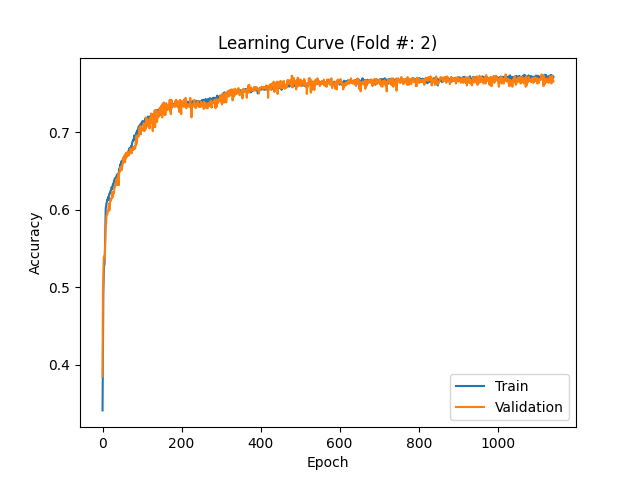 Learning Curve (Fold #: 2)
0.7
0.6
0.5
0.4
Accuracy
Train
Validation
0 200 400 600 800 1000
Epoch